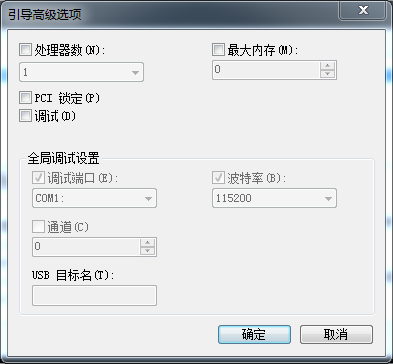 引导高级选项
处理器数(N): 最大内存(M):
1 0
PCI 锁定(P)
调试(D)
全局调试设置
调试端口(E): 波特率(B):
COM1: 115200
通道(C)
0
USB 目标名(T):
确定 取消